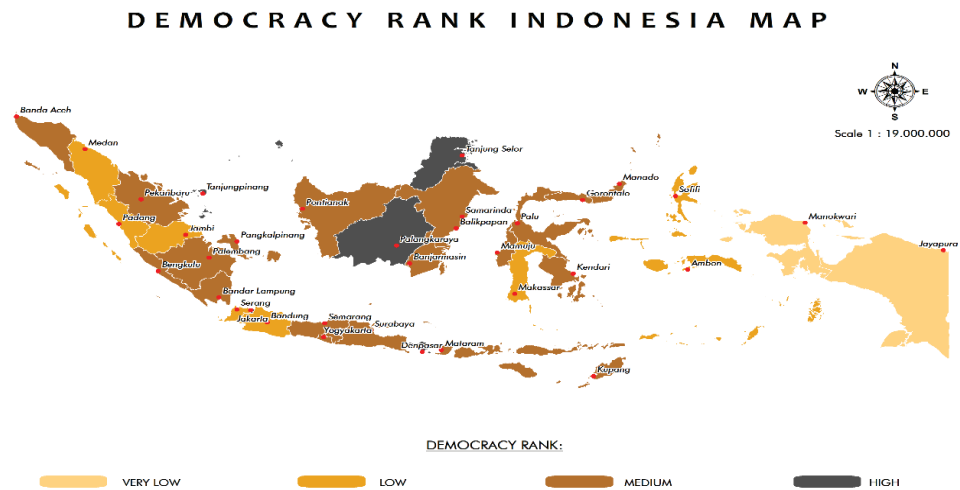 DEMOCRACY RANK INDONESIA MAP
N
W E
S
Scale 1 : 19.000.000
Banda Aceh
Medan
Tanjung Selor
Pekanbaru
Tanjungpinang
Manado
Sofifi
Gorontalo
Pontianak
Samarinda
Balikpapan
Palu
Manokwari
Padang
Jambi
Pangkalpinang
Palangkaraya
Mamuju
Jayapura
Palembang
Banjarmasin
Bengkulu
Kendari
Ambon
Bandar Lampung
Makassar
Serang
Jakarta
Bandung
Semarang
Surabaya
Yogyakarta
Denpasar
Mataram
Kupang
DEMOCRACY RANK:
VERY LOW LOW MEDIUM HIGH